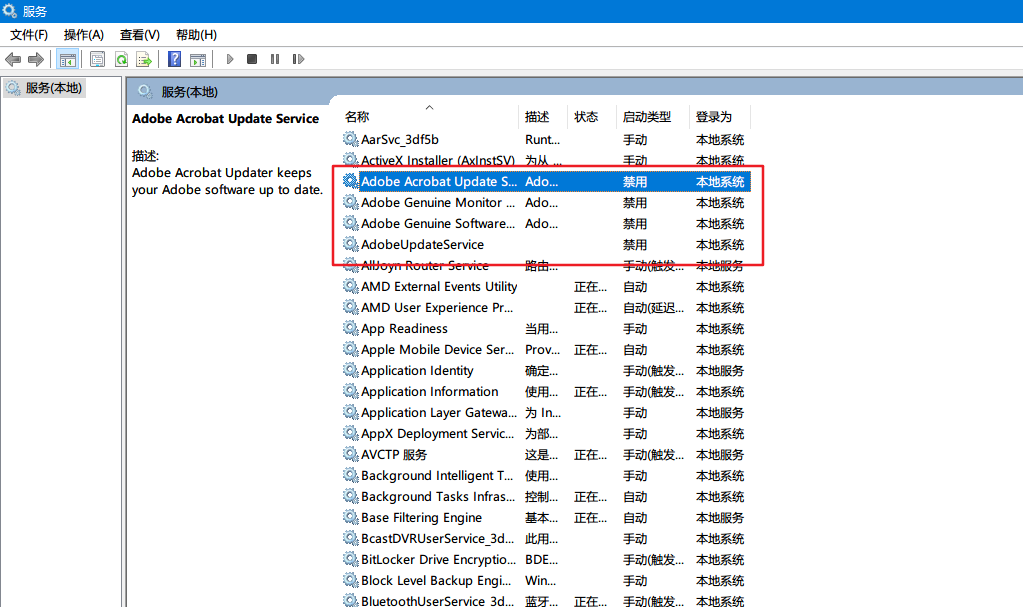 服务
文件(F) 操作(A) 查看(V) 帮助(H)
服务(本地)
服务(本地)
Adobe Acrobat Update Service
描述:
Adobe Acrobat Updater keeps
your Adobe software up to date.
名称 描述 状态 启动类型 登录为
AarSvc_3df5b Runt... 手动 本地系统
ActiveX Installer (AxInstSV) 为从 ... 手动 本地系统
Adobe Acrobat Update S... Ado... 禁用 本地系统
Adobe Genuine Monitor ... Ado... 禁用 本地系统
Adobe Genuine Software... Ado... 禁用 本地系统
AdobeUpdateService 禁用 本地系统
AllJoyn Router Service 路由... 手动(触发... 本地服务
AMD External Events Utility 正在... 自动 本地系统
AMD User Experience Pr... 正在... 自动(延迟... 本地系统
App Readiness 当用... 手动 本地系统
Apple Mobile Device Ser... Prov... 正在... 自动 本地系统
Application Identity 确定... 手动(触发... 本地服务
Application Information 使用... 正在... 手动(触发... 本地系统
Application Layer Gatewa... 为 In... 手动 本地服务
AppX Deployment Servic... 为部... 手动 本地系统
AVCTP 服务 这是... 正在... 手动(触发... 本地服务
Background Intelligent T... 使用... 手动 本地系统
Background Tasks Infras... 控制... 正在... 自动 本地系统
Base Filtering Engine 基本... 正在... 自动 本地服务
BcastDVRUserService_3d... 此用... 手动 本地系统
BitLocker Drive Encryptio... BDE... 手动(触发... 本地系统
Block Level Backup Engi... Win... 手动 本地系统
BluetoothUserService_3d... 蓝牙... 正在... 手动(触发... 本地系统